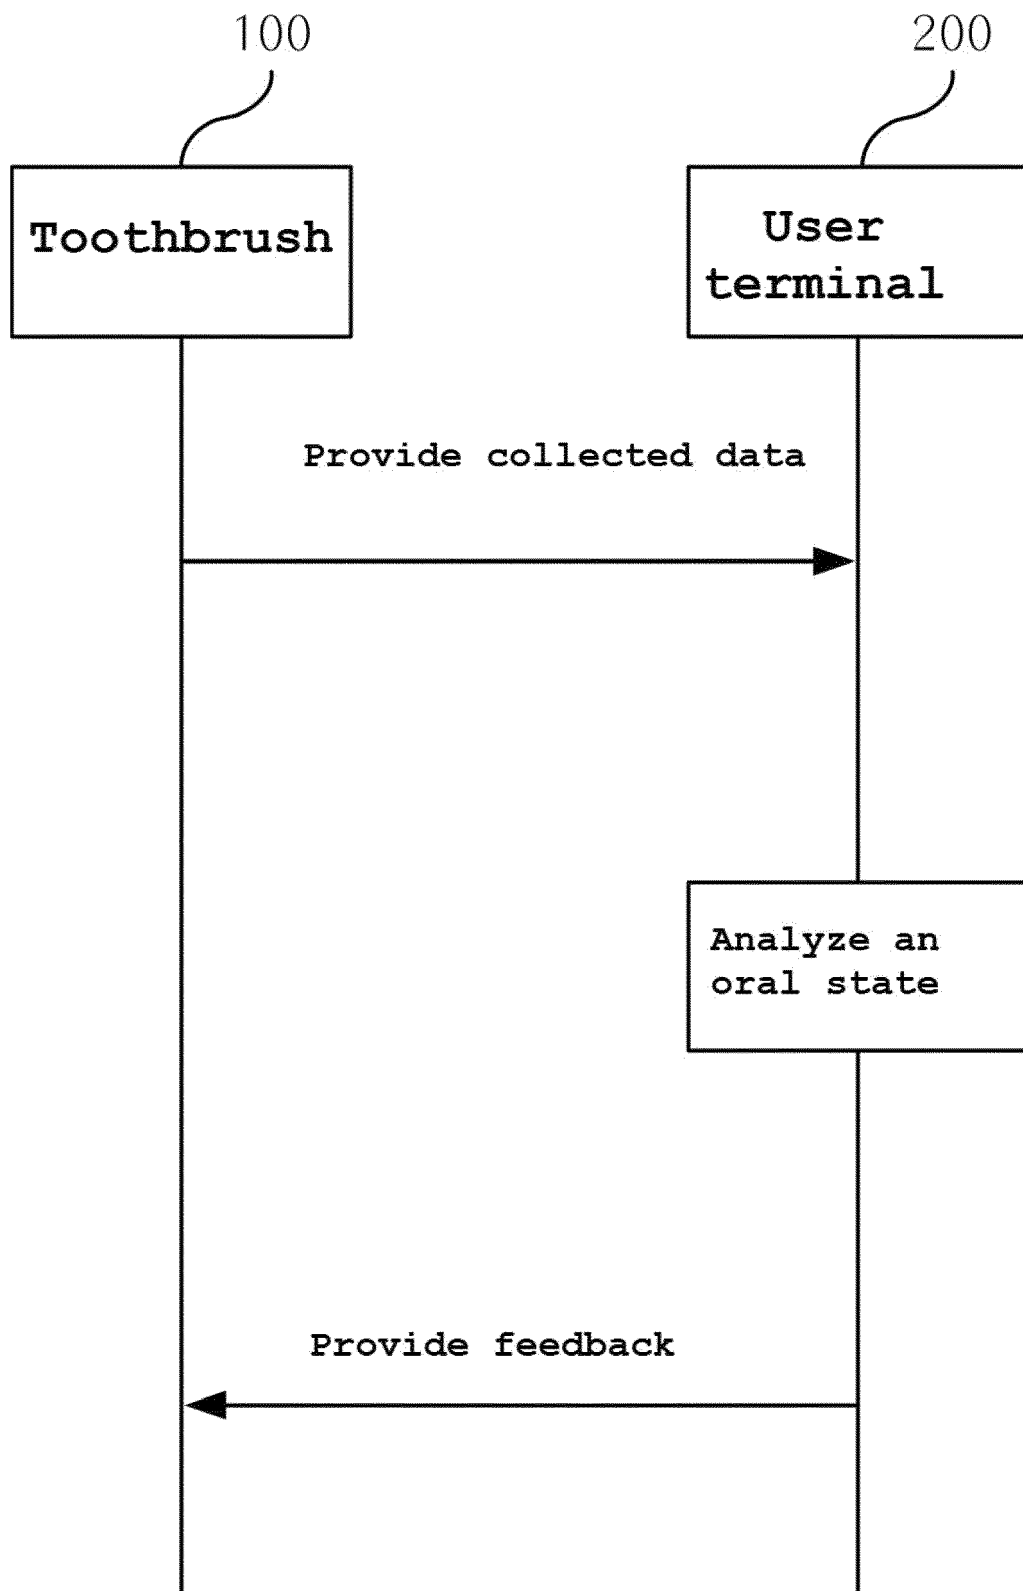 100
200
Toothbrush
User
terminal
Provide collected data
Analyze an
oral state
Provide feedback